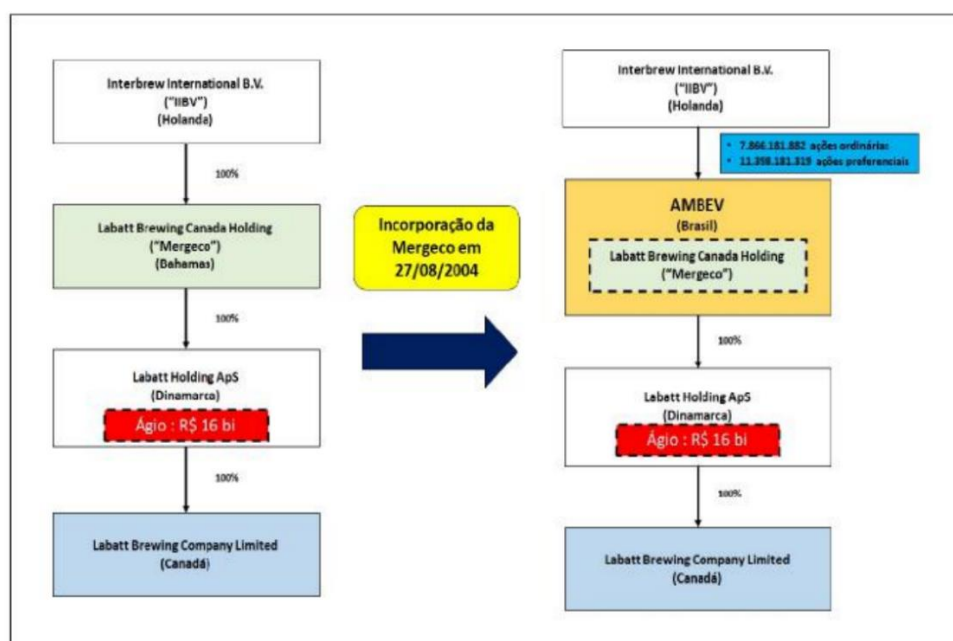 Interbrew International B.V.
("IIBV")
(Holanda)
100%
Labatt Brewing Canada Holding
("Mergeco")
(Bahamas)
100%
Labatt Holding ApS
(Dinamarca)
Ágio : R$ 16 bi
100%
Labatt Brewing Company Limited
(Canadá)
Incorporação da
Mergeco em
27/08/2004
Interbrew International B.V.
("IIBV")
(Holanda)
• 7.866.181.882 ações ordinárias
• 11.398.181.319 ações preferenciais
AMBEV
(Brasil)
Labatt Brewing Canada Holding
("Mergeco")
100%
Labatt Holding ApS
(Dinamarca)
Ágio : R$ 16 bi
100%
Labatt Brewing Company Limited
(Canadá)